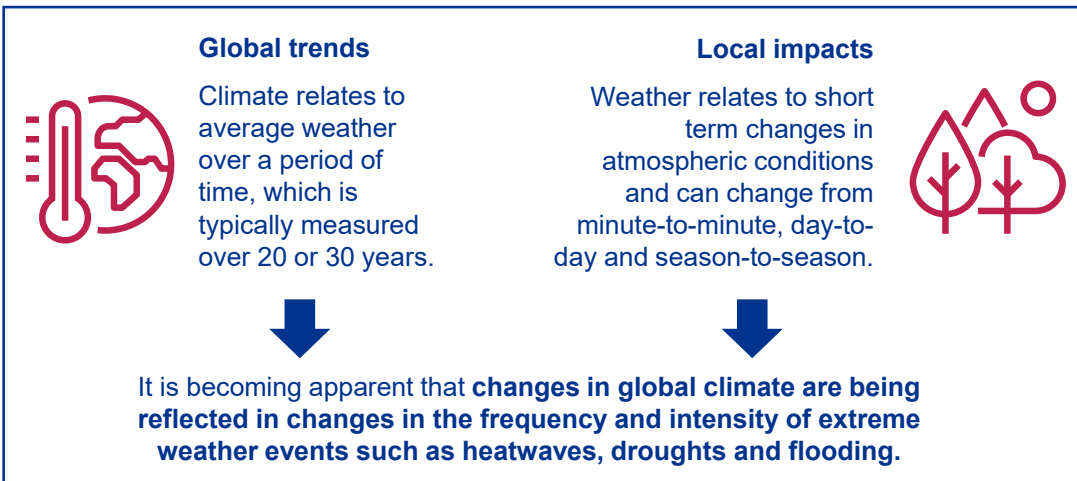 Global trends
Climate relates to
average weather
over a period of
time, which is
typically measured
over 20 or 30 years.
Local impacts
Weather relates to short
term changes in
atmospheric conditions
and can change from
minute-to-minute, day-to-
day and season-to-season.
It is becoming apparent that changes in global climate are being
reflected in changes in the frequency and intensity of extreme
weather events such as heatwaves, droughts and flooding.